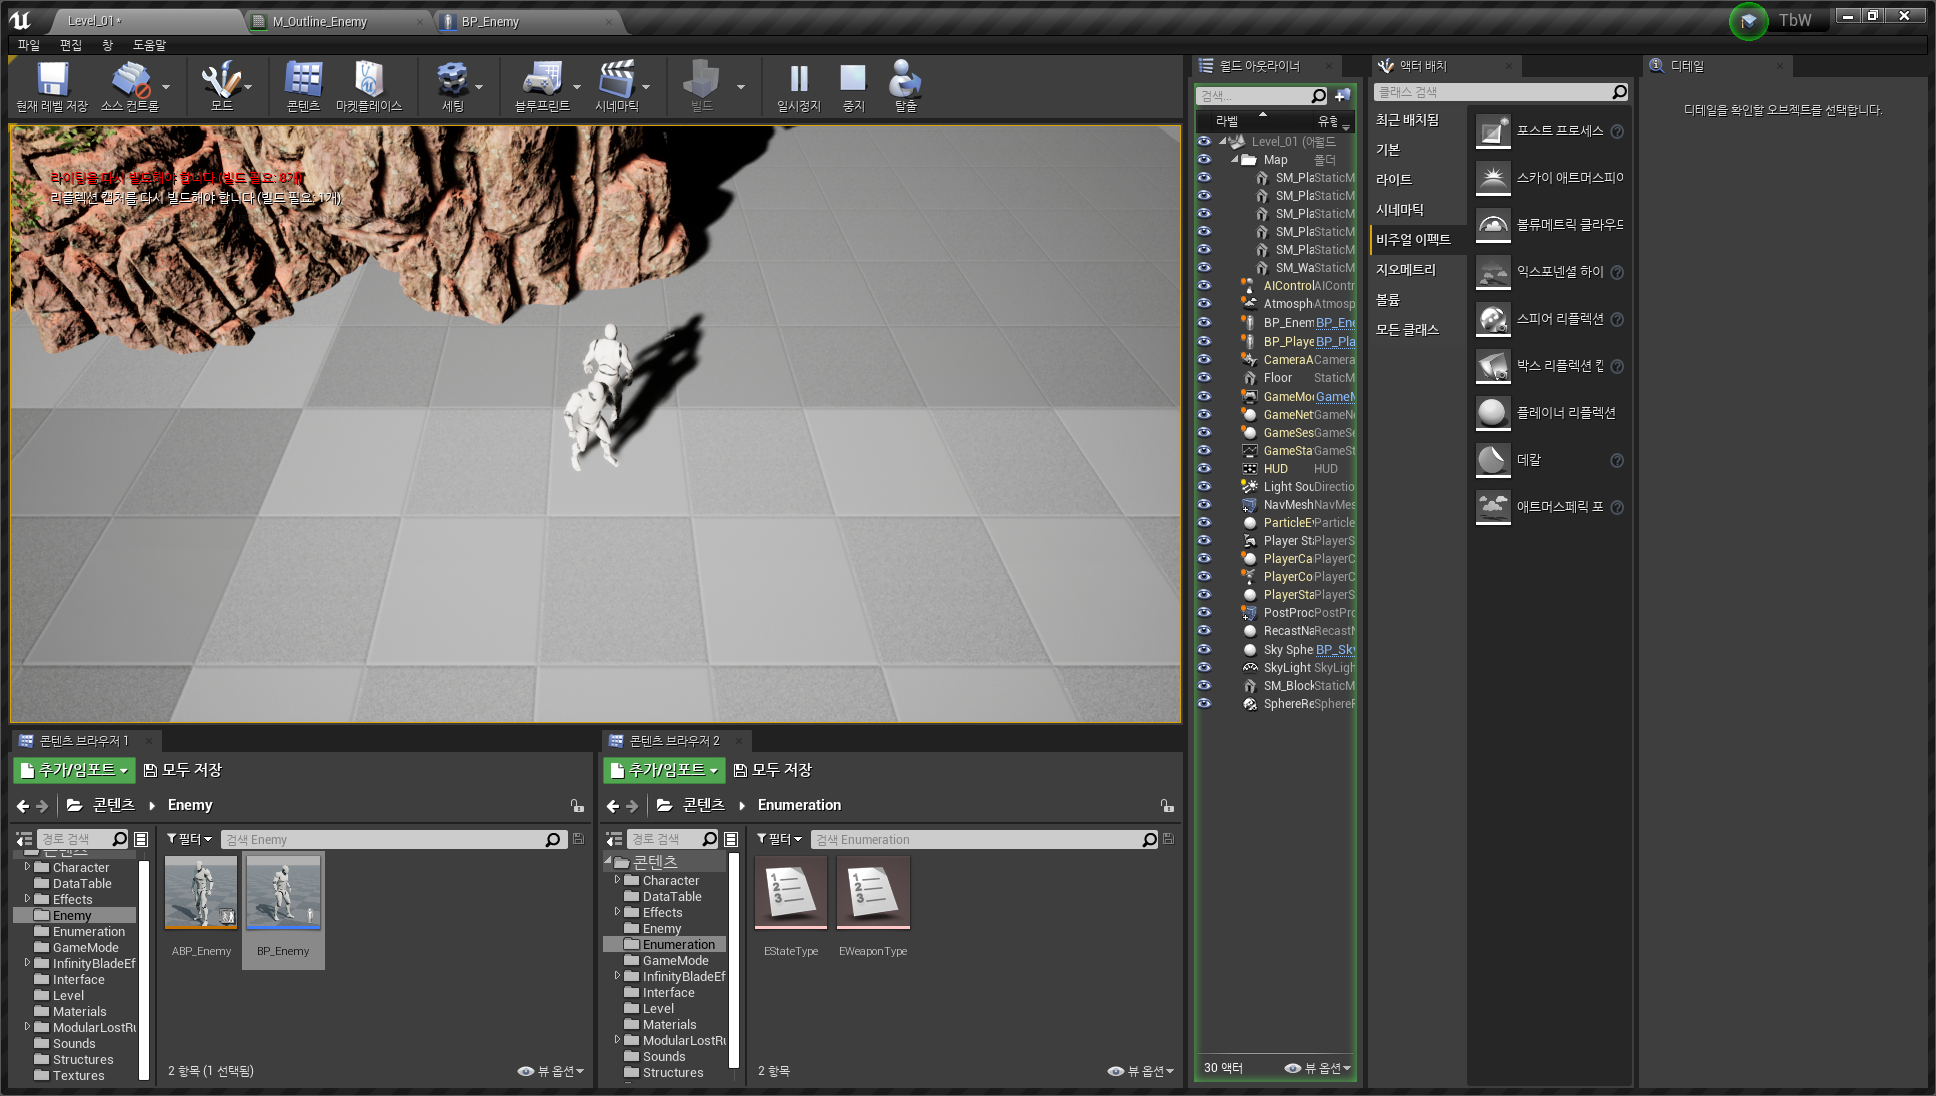 Level_01*
M_Outline_Enemy
BP_Enemy
TbW
파일 편집 창 도움말
현재 레벨 저장
소스 컨트롤
모드
콘텐츠
마켓플레이스
세팅
블루프린트
시네마틱
빌드
일시정지
중지
탈출
라이팅을 다시 빌드해야 합니다 (빌드 필요: 8개)
리플렉션 캡처를 다시 빌드해야 합니다 (빌드 필요: 1개)
월드 아웃라이너
검색...
라벨 유형
Level_01 (에 월드
Map 폴더
SM_Pla StaticM
SM_Pla StaticM
SM_Pla StaticM
SM_Pla StaticM
SM_Pla StaticM
SM_Wa StaticM
AIControl AIContr
Atmosph Atmosp
BP_Enem BP_Ene
BP_Playe BP_Pla
CameraA Camera
Floor StaticM
GameMo GameM
GameNet GameNe
GameSes GameSe
GameSta GameSt
HUD HUD
Light Sou Directio
NavMesh NavMes
ParticleEv Particle
Player Sta PlayerS
PlayerCa PlayerC
PlayerCo PlayerC
PlayerSta PlayerS
PostProc PostPro
RecastNa RecastN
Sky Sphe BP_Sky
SkyLight SkyLigh
SM_Block StaticM
SphereRe SphereR
30 액터
뷰 옵션
액터 배치
클래스 검색
최근 배치됨
기본
라이트
시네마틱
비주얼 이펙트
지오메트리
볼륨
모든 클래스
포스트 프로세스
스카이 애트머스피어
볼류메트릭 클라우드
익스포넨셜 하이
스피어 리플렉션
박스 리플렉션 캡
플레이너 리플렉션
데칼
애트머스페릭 포
디테일
디테일을 확인할 오브젝트를 선택합니다.
콘텐츠 브라우저 1
추가/임포트
모두 저장
콘텐츠 Enemy
경로 검색
필터
검색 Enemy
콘텐츠
Character
DataTable
Effects
Enemy
Enumeration
GameMode
InfinityBladeEf
Interface
Level
Materials
ModularLostRu
Sounds
Structures
Textures
ABP_Enemy
BP_Enemy
2 항목 (1 선택됨)
뷰 옵션
콘텐츠 브라우저 2
추가/임포트
모두 저장
콘텐츠 Enumeration
경로 검색
필터
검색 Enumeration
콘텐츠
Character
DataTable
Effects
Enemy
Enumeration
GameMode
InfinityBladeEf
Interface
Level
Materials
ModularLostRu
Sounds
Structures
EStateType
EWeaponType
2 항목
뷰 옵션